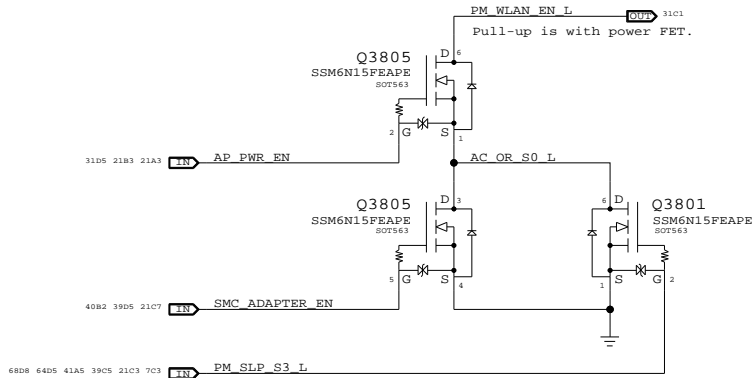 PM_WLAN_EN_L
OUT 31C1
Pull-up is with power FET.
Q3805
SSM6N15FEAPE
SOT563
D 6
2 G S 1
31D5 21B3 21A3 IN AP_PWR_EN
AC_OR_S0_L
Q3805
SSM6N15FEAPE
SOT563
D 3
5 G S 4
6 D
Q3801
SSM6N15FEAPE
SOT563
1 S G 2
40B2 39D5 21C7 IN SMC_ADAPTER_EN
68D8 64D5 41A5 39C5 21C3 7C3 IN PM_SLP_S3_L